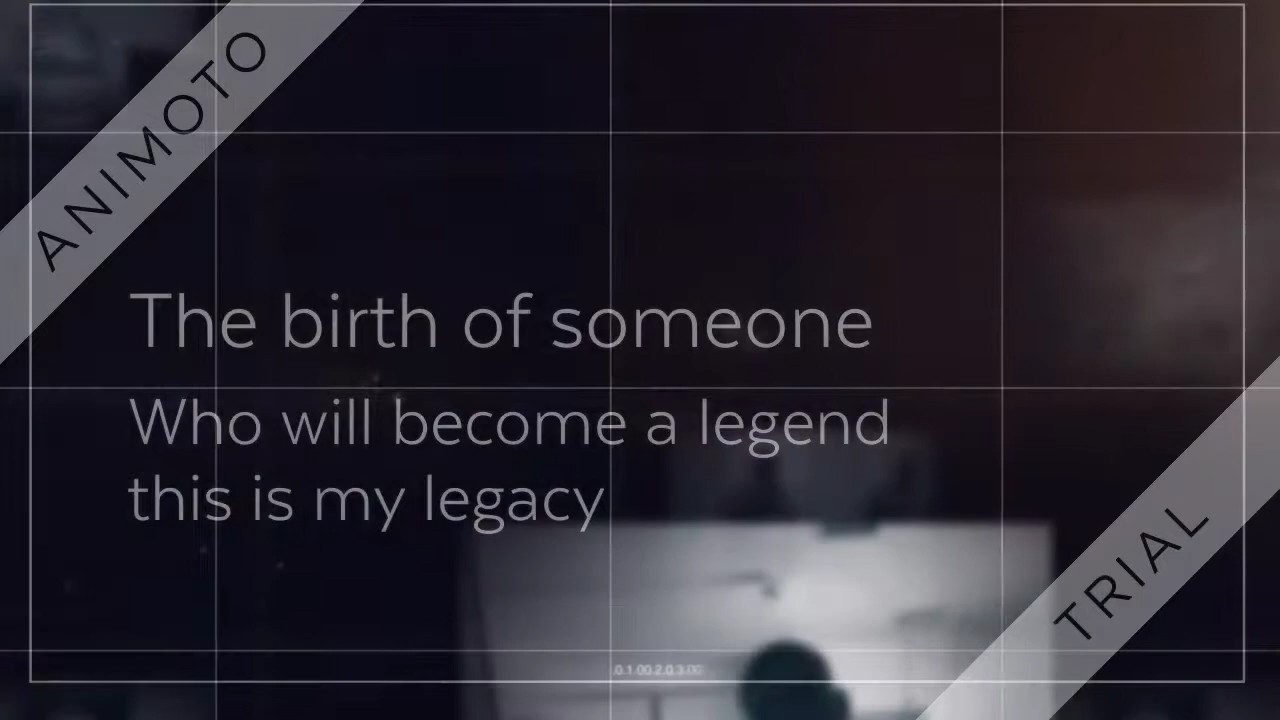 ANIMOTO
The birth of someone
Who will become a legend
this is my legacy
TRIAL